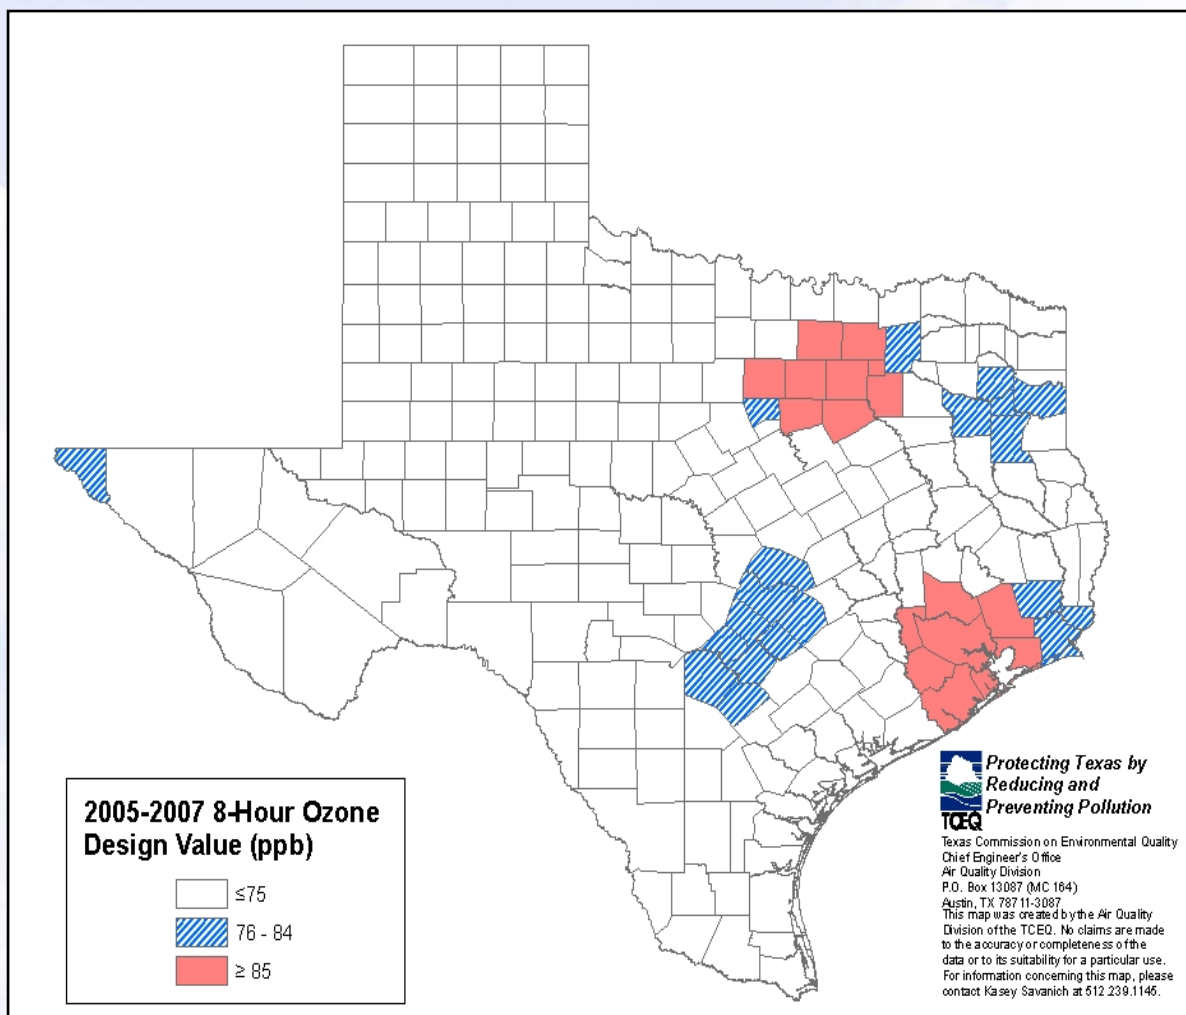 2005-2007 8-Hour Ozone
Design Value (ppb)
≤75
76 - 84
≥ 85
Protecting Texas by
Reducing and
Preventing Pollution
TCEQ
Texas Commission on Environmental Quality
Chief Engineer's Office
Air Quality Division
P.O. Box 13087 (MC 164)
Austin, TX 78711-3087
This map was created by the Air Quality
Division of the TCEQ. No claims are made
to the accuracy or completeness of the
data or to its suitability for a particular use.
For information concerning this map, please
contact Kasey Savanich at 512.239.1145.